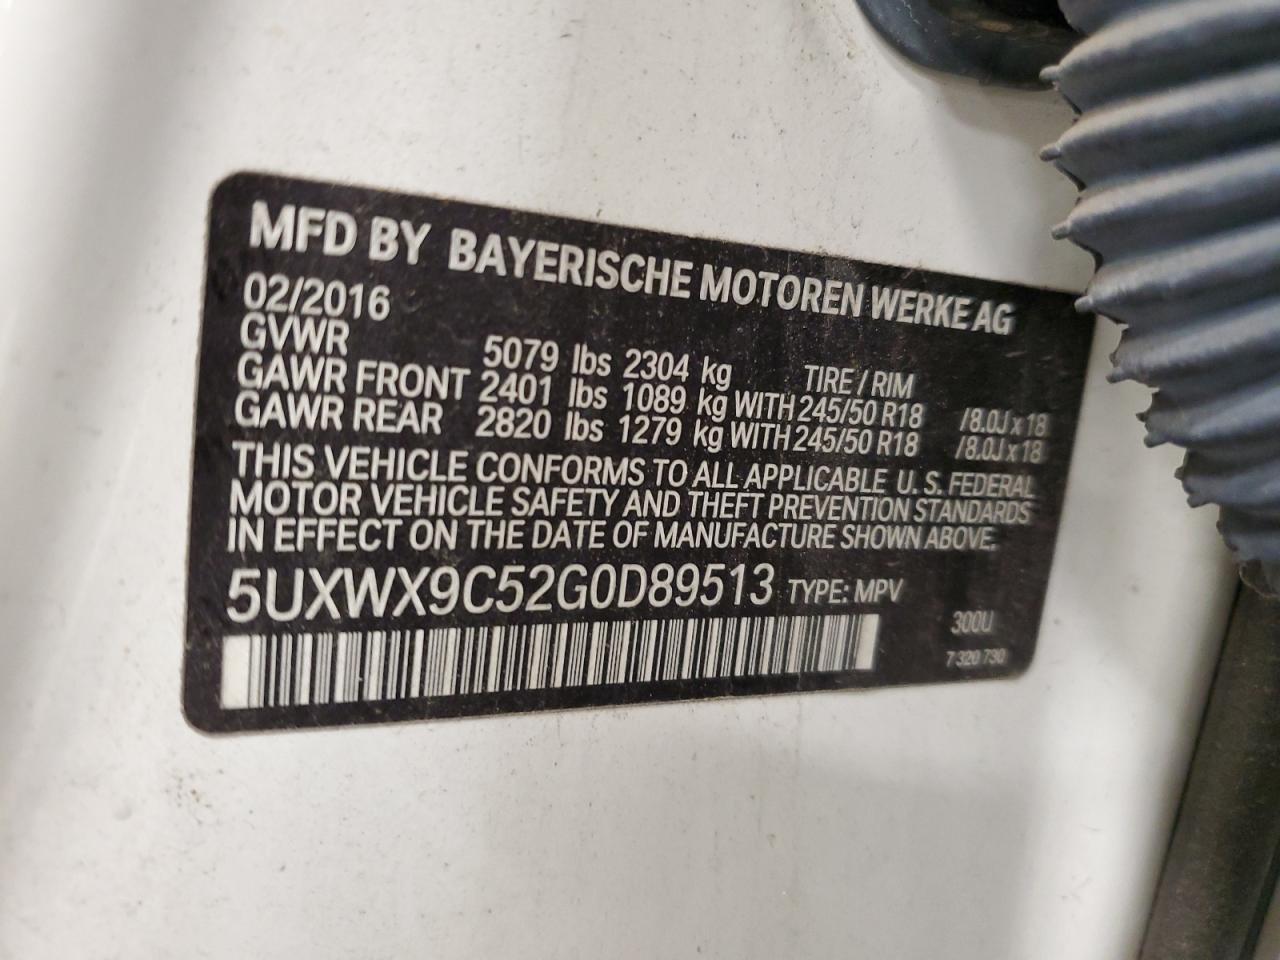 MFD BY BAYERISCHE MOTOREN WERKE AG
02/2016
GVWR 5079 lbs 2304 kg TIRE / RIM
GAWR FRONT 2401 lbs 1089 kg WITH 245/50 R18 /8.0J x 18
GAWR REAR 2820 lbs 1279 kg WITH 245/50 R18 /8.0J x 18
THIS VEHICLE CONFORMS TO ALL APPLICABLE U. S. FEDERAL
MOTOR VEHICLE SAFETY AND THEFT PREVENTION STANDARDS
IN EFFECT ON THE DATE OF MANUFACTURE SHOWN ABOVE.
5UXWX9C52G0D89513 TYPE: MPV
300U
7 320 730